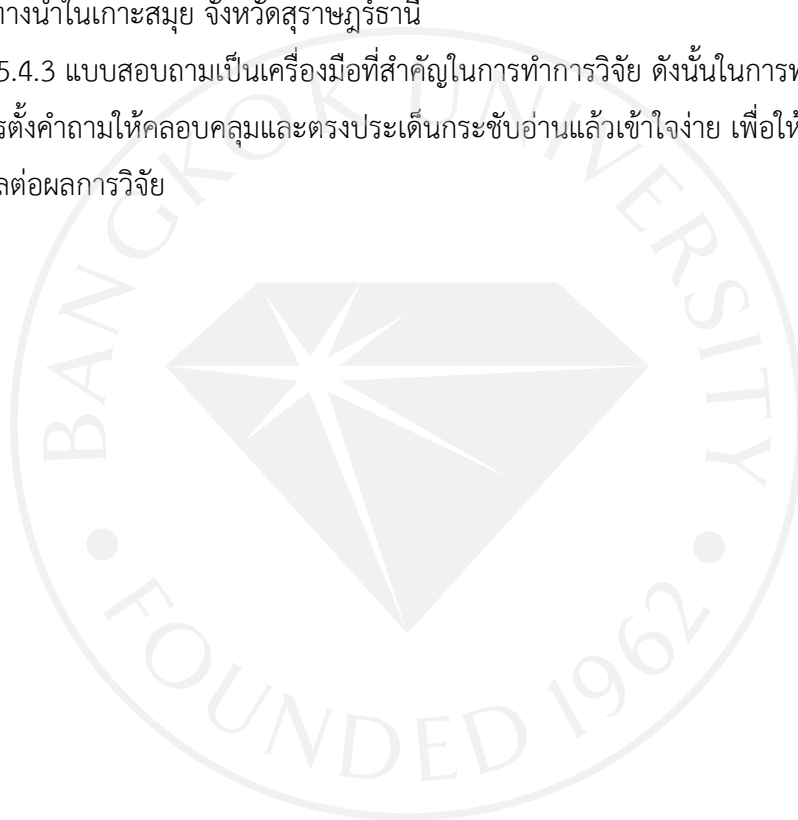 ทางน้ำในเกาะสมุย จังหวัดสุราษฎร์ธานี
5.4.3 แบบสอบถามเป็นเครื่องมือที่สำคัญในการทำการวิจัย ดังนั้นในการ
รตั้งคำถามให้คลอบคลุมและตรงประเด็นกระชับอ่านแล้วเข้าใจง่าย เพื่อให้
ลต่อผลการวิจัย
BANGKOK UNIVERSITY
FOUNDED 1962